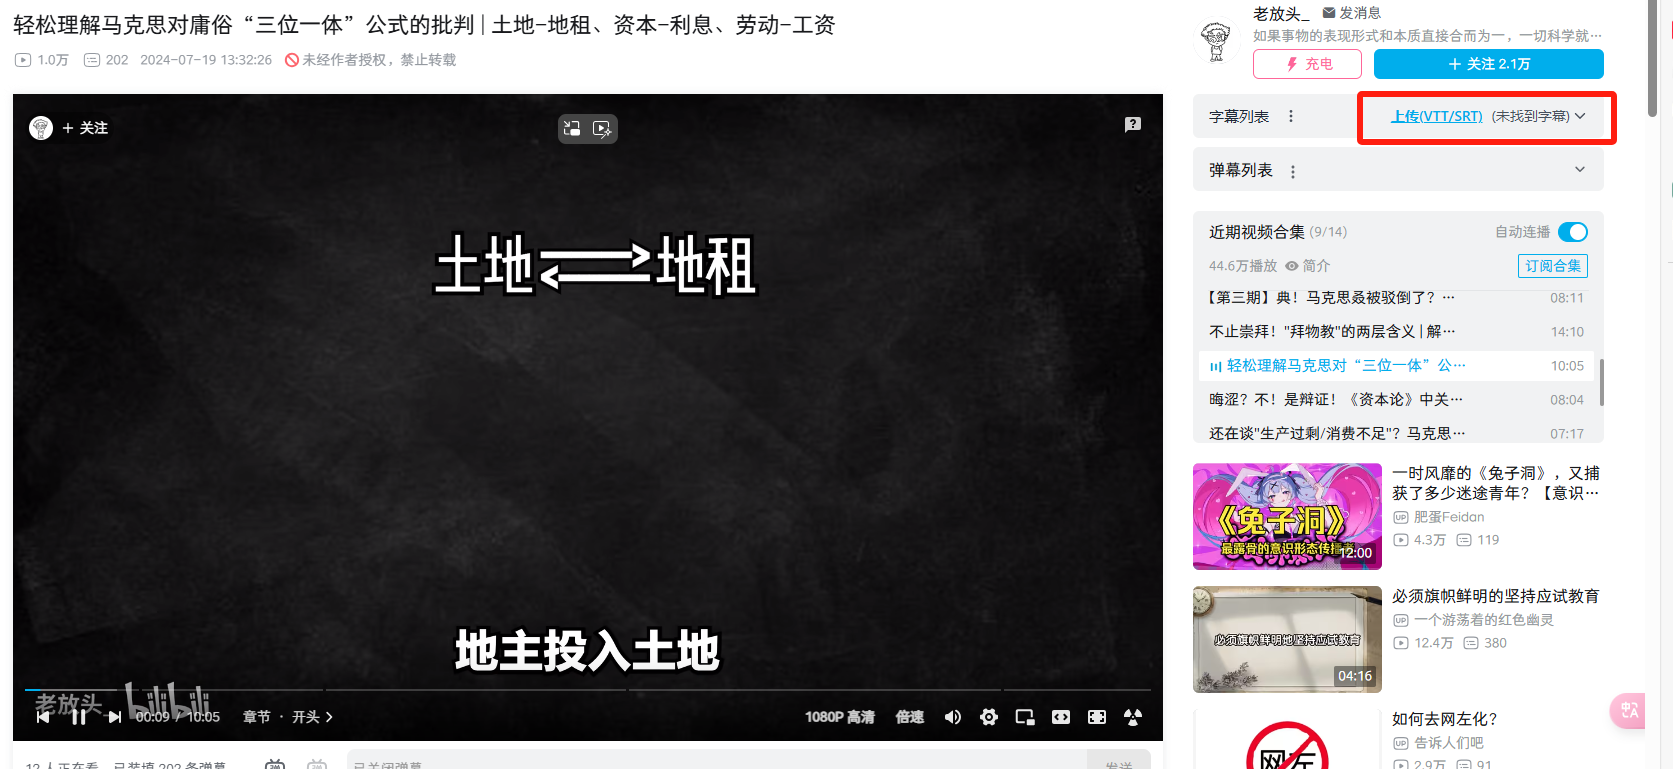 轻松理解马克思对庸俗“三位一体”公式的批判 | 土地–地租、资本–利息、劳动–工资
1.0万 202 2024-07-19 13:32:26 未经作者授权，禁止转载
老放头_ 发消息
如果事物的表现形式和本质直接合而为一，一切科学就…
充电
+ 关注 2.1万
+ 关注
土地 地租
地主投入土地
老放头_ bilibili
00:09 / 10:05 章节 · 开头 >
1080P 高清 倍速
12 人正在看，已装填 202 条弹幕
已关闭弹幕
发送
字幕列表 上传(VTT/SRT) (未找到字幕)
弹幕列表
近期视频合集 (9/14) 自动连播
44.6万播放 简介 订阅合集
【第三期】典！马克思叒被驳倒了？… 08:11
不止崇拜！"拜物教"的两层含义 | 解… 14:10
轻松理解马克思对“三位一体”公… 10:05
晦涩？不！是辩证！《资本论》中关… 08:04
还在谈"生产过剩/消费不足"？马克思… 07:17
《兔子洞》
最露骨的意识形态传播者
12:00
一时风靡的《兔子洞》，又捕
获了多少迷途青年？【意识…
UP 肥蛋Feidan
4.3万 119
必须旗帜鲜明地坚持应试教育
04:16
必须旗帜鲜明的坚持应试教育
UP 一个游荡着的红色幽灵
12.4万 380
网左
如何去网左化？
UP 告诉人们吧
2.9万 91
中A